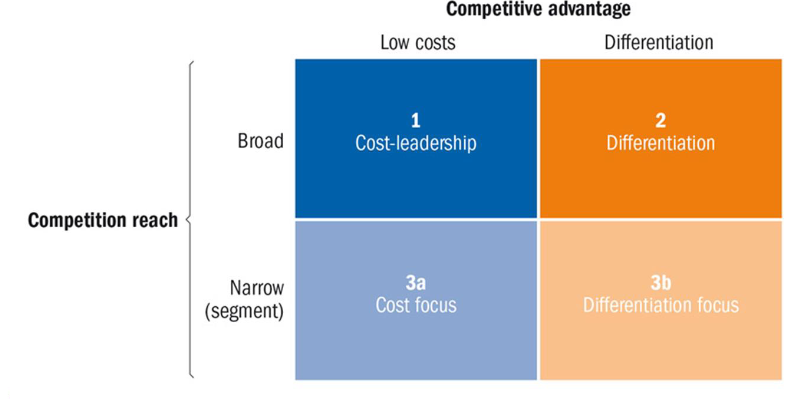 Competitive advantage
Low costs
Differentiation
Broad
1
Cost-leadership
2
Differentiation
Competition reach
Narrow
(segment)
3a
Cost focus
3b
Differentiation focus